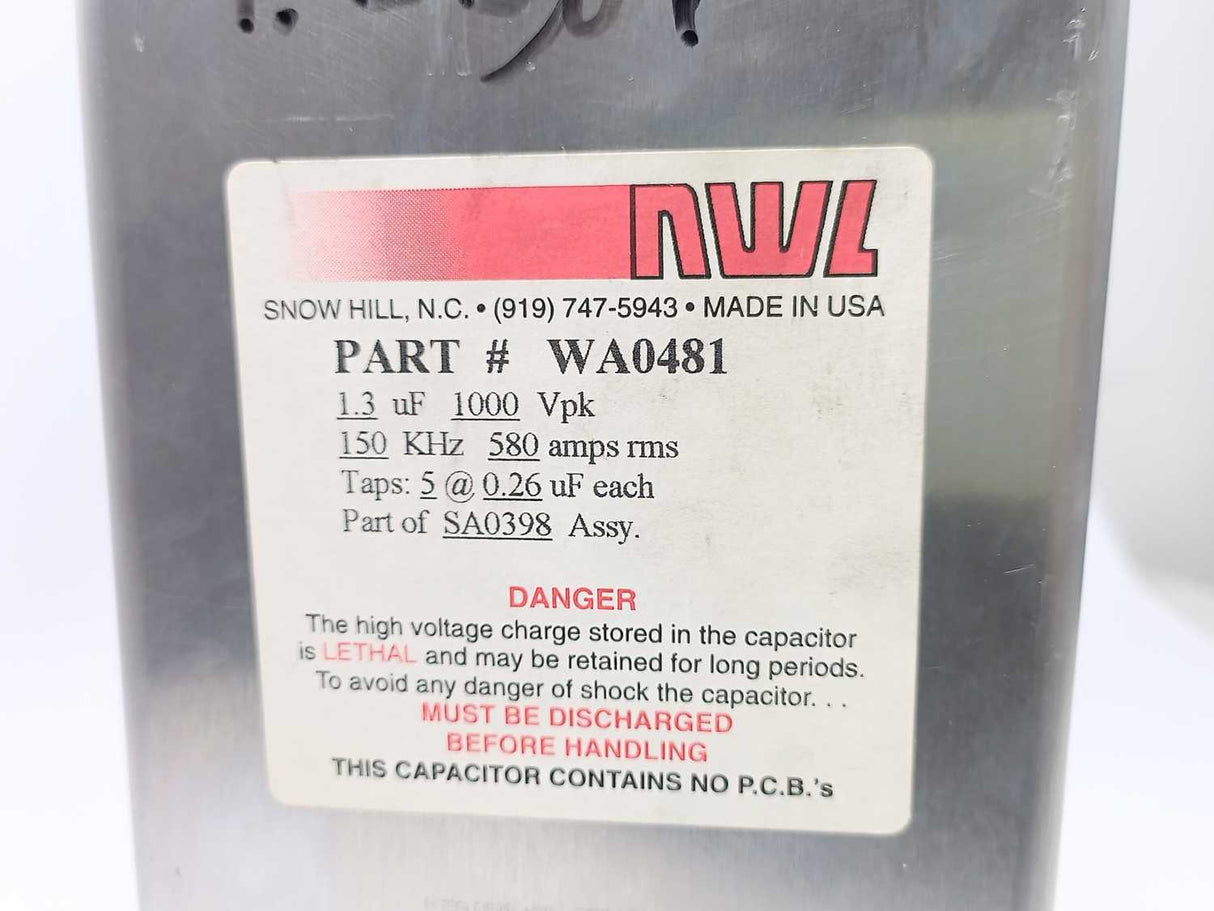 NWL
SNOW HILL, N.C. • (919) 747-5943 • MADE IN USA
PART # WA0481
1.3 uF 1000 Vpk
150 KHz 580 amps rms
Taps: 5 @ 0.26 uF each
Part of SA0398 Assy.
DANGER
The high voltage charge stored in the capacitor
is LETHAL and may be retained for long periods.
To avoid any danger of shock the capacitor. . .
MUST BE DISCHARGED
BEFORE HANDLING
THIS CAPACITOR CONTAINS NO P.C.B.'s